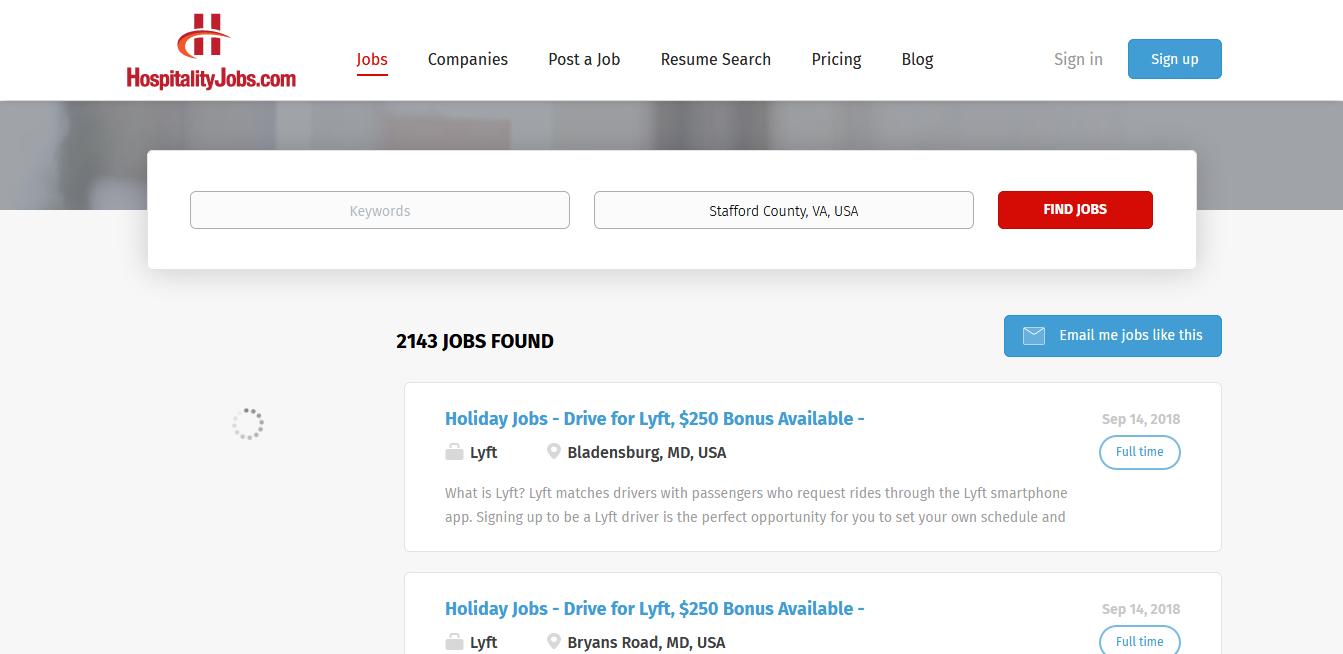 HospitalityJobs.com
Jobs
Companies
Post a Job
Resume Search
Pricing
Blog
Sign in
Sign up
Keywords
Stafford County, VA, USA
FIND JOBS
2143 JOBS FOUND
Email me jobs like this
Holiday Jobs - Drive for Lyft, $250 Bonus Available -
Sep 14, 2018
Lyft
Bladensburg, MD, USA
Full time
What is Lyft? Lyft matches drivers with passengers who request rides through the Lyft smartphone
app. Signing up to be a Lyft driver is the perfect opportunity for you to set your own schedule and
Holiday Jobs - Drive for Lyft, $250 Bonus Available -
Sep 14, 2018
Lyft
Bryans Road, MD, USA
Full time